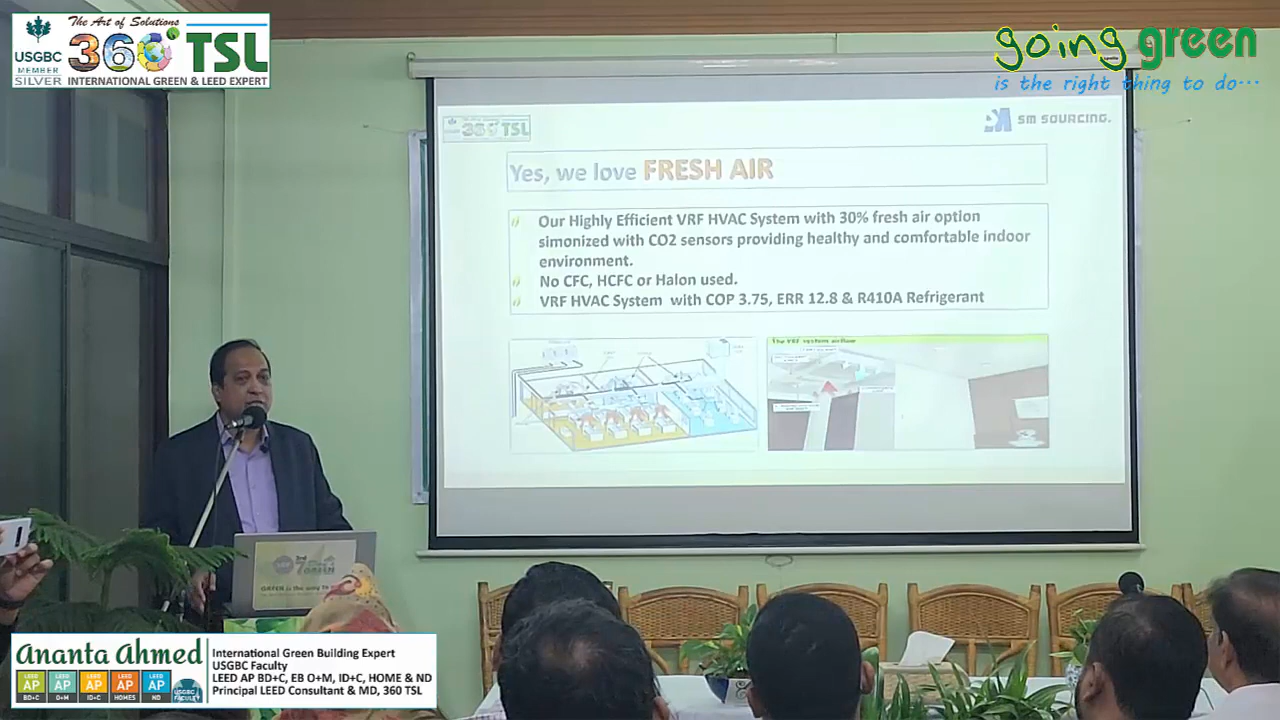 The Art of Solutions
USGBC
MEMBER
SILVER
360° TSL
INTERNATIONAL GREEN & LEED EXPERT
going green
is the right thing to do...
360 TSL
SM SOURCING.
Yes, we love FRESH AIR
Our Highly Efficient VRF HVAC System with 30% fresh air option
simonized with CO2 sensors providing healthy and comfortable indoor
environment.
No CFC, HCFC or Halon used.
VRF HVAC System with COP 3.75, ERR 12.8 & R410A Refrigerant
The VRF system airflow
GREEN is the only
Ananta Ahmed
LEED AP BD+C
LEED AP O+M
LEED AP ID+C
LEED AP HOMES
LEED AP ND
USGBC FACULTY
International Green Building Expert
USGBC Faculty
LEED AP BD+C, EB O+M, ID+C, HOME & ND
Principal LEED Consultant & MD, 360 TSL